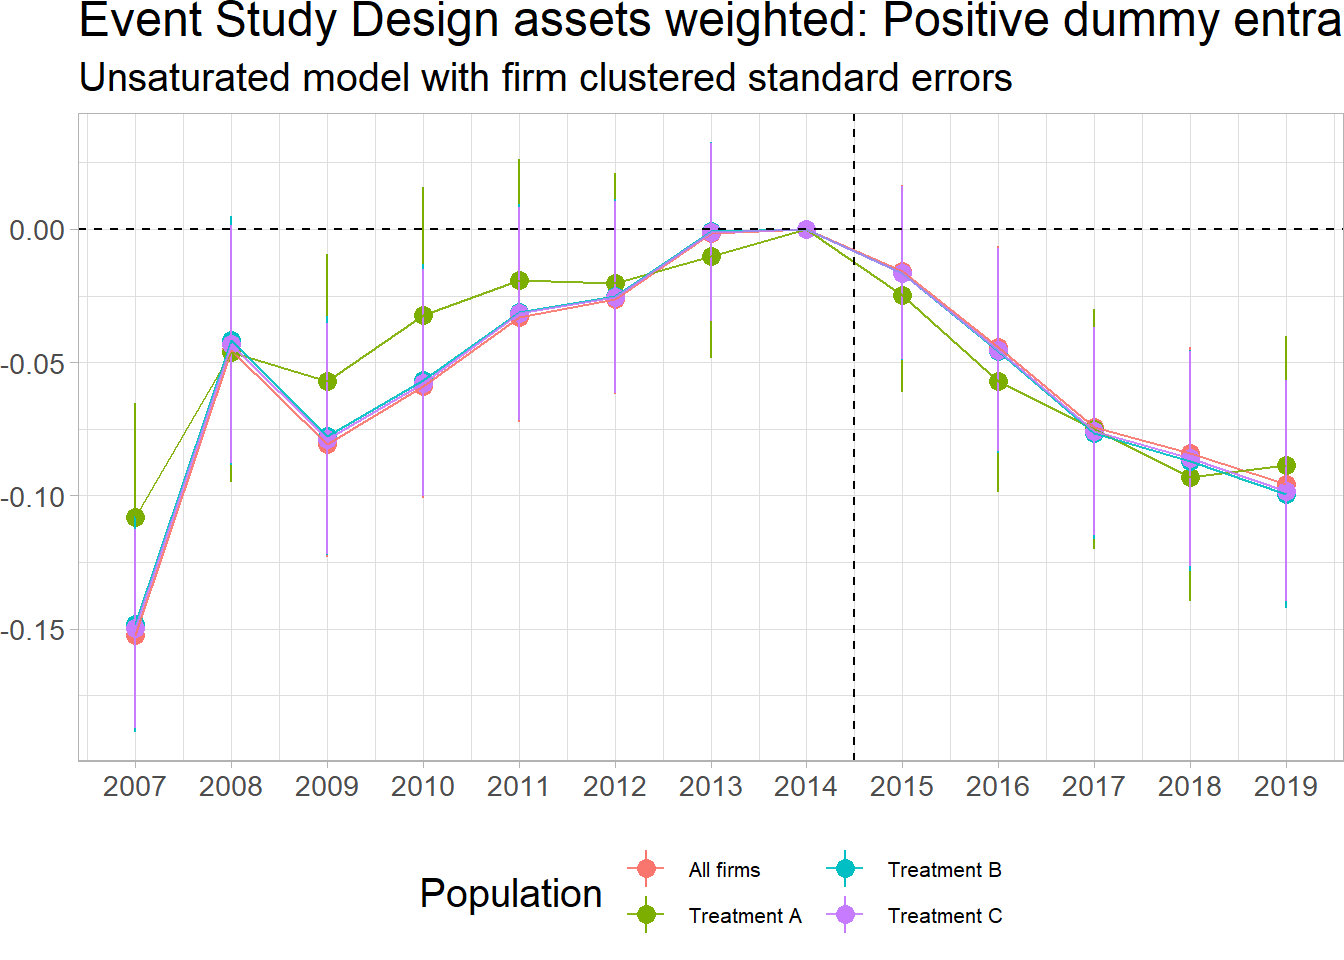 Event Study Design assets weighted: Positive dummy entra
Unsaturated model with firm clustered standard errors
0.00
-0.05
-0.10
-0.15
2007 2008 2009 2010 2011 2012 2013 2014 2015 2016 2017 2018 2019
Population
All firms
Treatment A
Treatment B
Treatment C